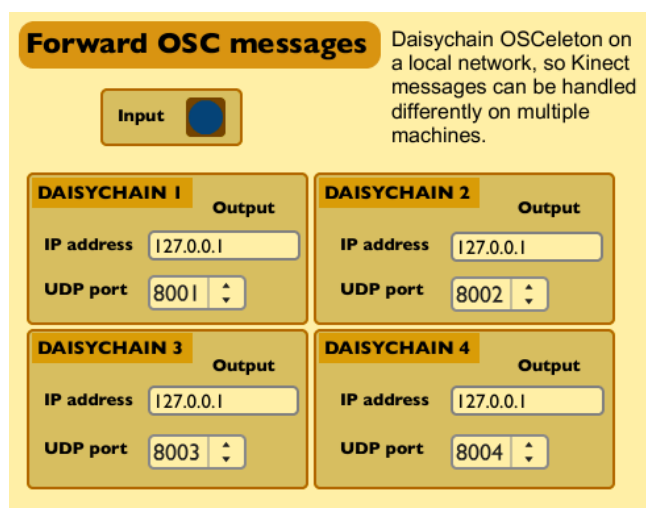 Forward OSC messages
Daisychain OSCeleton on
a local network, so Kinect
messages can be handled
differently on multiple
machines.
Input
DAISYCHAIN 1
Output
IP address 127.0.0.1
UDP port 8001
DAISYCHAIN 2
Output
IP address 127.0.0.1
UDP port 8002
DAISYCHAIN 3
Output
IP address 127.0.0.1
UDP port 8003
DAISYCHAIN 4
Output
IP address 127.0.0.1
UDP port 8004